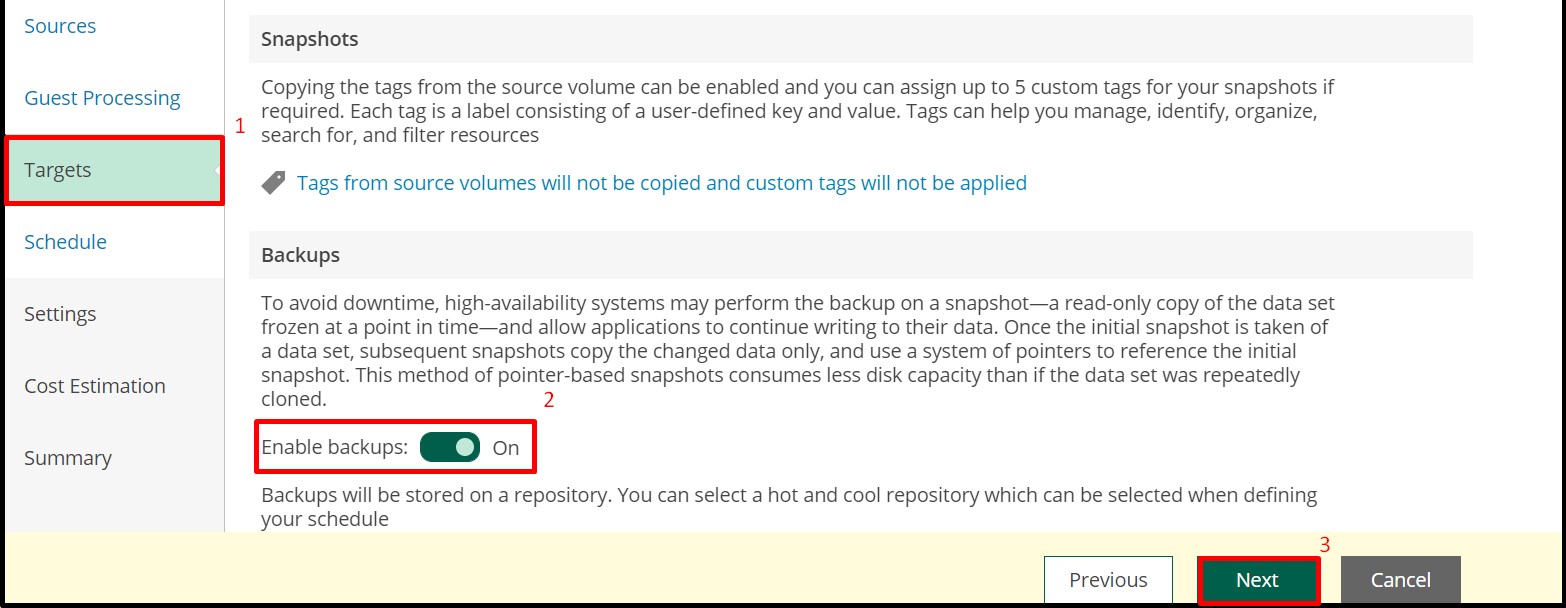 Sources
Guest Processing
1
Targets
Schedule
Settings
Cost Estimation
Summary
Snapshots
Copying the tags from the source volume can be enabled and you can assign up to 5 custom tags for your snapshots if
required. Each tag is a label consisting of a user-defined key and value. Tags can help you manage, identify, organize,
search for, and filter resources
Tags from source volumes will not be copied and custom tags will not be applied
Backups
To avoid downtime, high-availability systems may perform the backup on a snapshot—a read-only copy of the data set
frozen at a point in time—and allow applications to continue writing to their data. Once the initial snapshot is taken of
a data set, subsequent snapshots copy the changed data only, and use a system of pointers to reference the initial
snapshot. This method of pointer-based snapshots consumes less disk capacity than if the data set was repeatedly
cloned.
2
Enable backups: On
Backups will be stored on a repository. You can select a hot and cool repository which can be selected when defining
your schedule
3
Previous Next Cancel